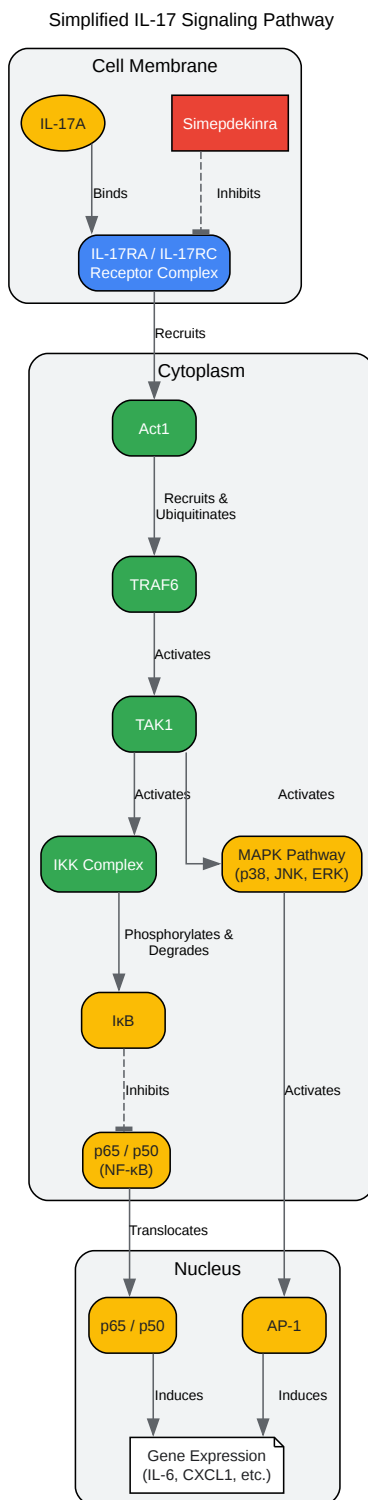 Simplified IL-17 Signaling Pathway
Cell Membrane
IL-17A
Simepdekinra
Binds
Inhibits
IL-17RA / IL-17RC
Receptor Complex
Recruits
Cytoplasm
Act1
Recruits &
Ubiquitinates
TRAF6
Activates
TAK1
Activates
Activates
IKK Complex
MAPK Pathway
(p38, JNK, ERK)
Phosphorylates &
Degrades
IκB
Inhibits
Activates
p65 / p50
(NF-κB)
Translocates
Nucleus
p65 / p50
AP-1
Induces
Induces
Gene Expression
(IL-6, CXCL1, etc.)